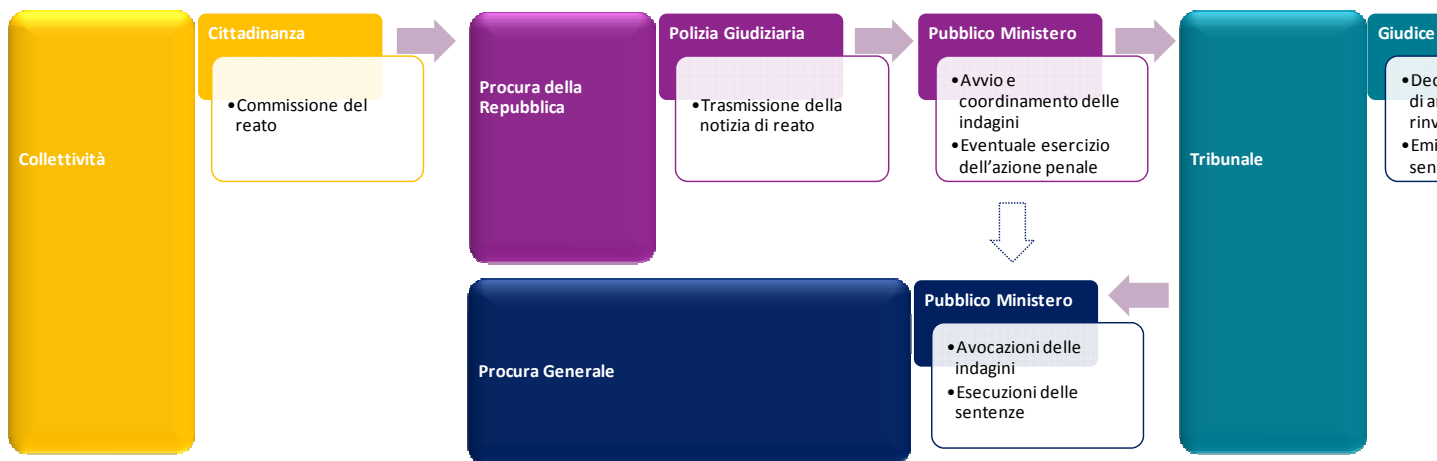 Collettività
Cittadinanza
•Commissione del
reato
Procura della
Repubblica
Polizia Giudiziaria
•Trasmissione della
notizia di reato
Pubblico Ministero
•Avvio e
coordinamento delle
indagini
•Eventuale esercizio
dell’azione penale
Tribunale
Giudice
Procura Generale
Pubblico Ministero
•Avocazioni delle
indagini
•Esecuzioni delle
sentenze